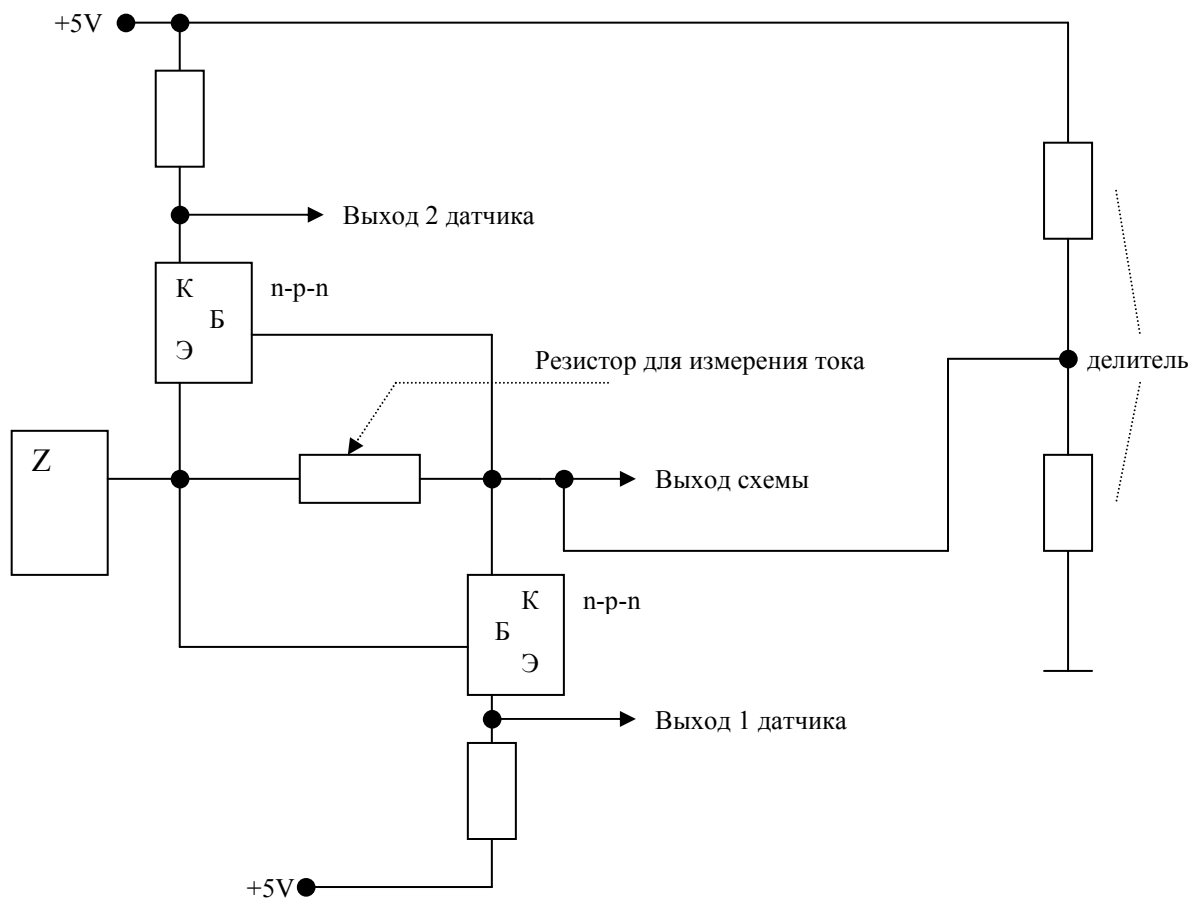 +5V
Выход 2 датчика
К
n-p-n
Б
Э
Резистор для измерения тока
делитель
Z
Выход схемы
К
n-p-n
Б
Э
Выход 1 датчика
+5V